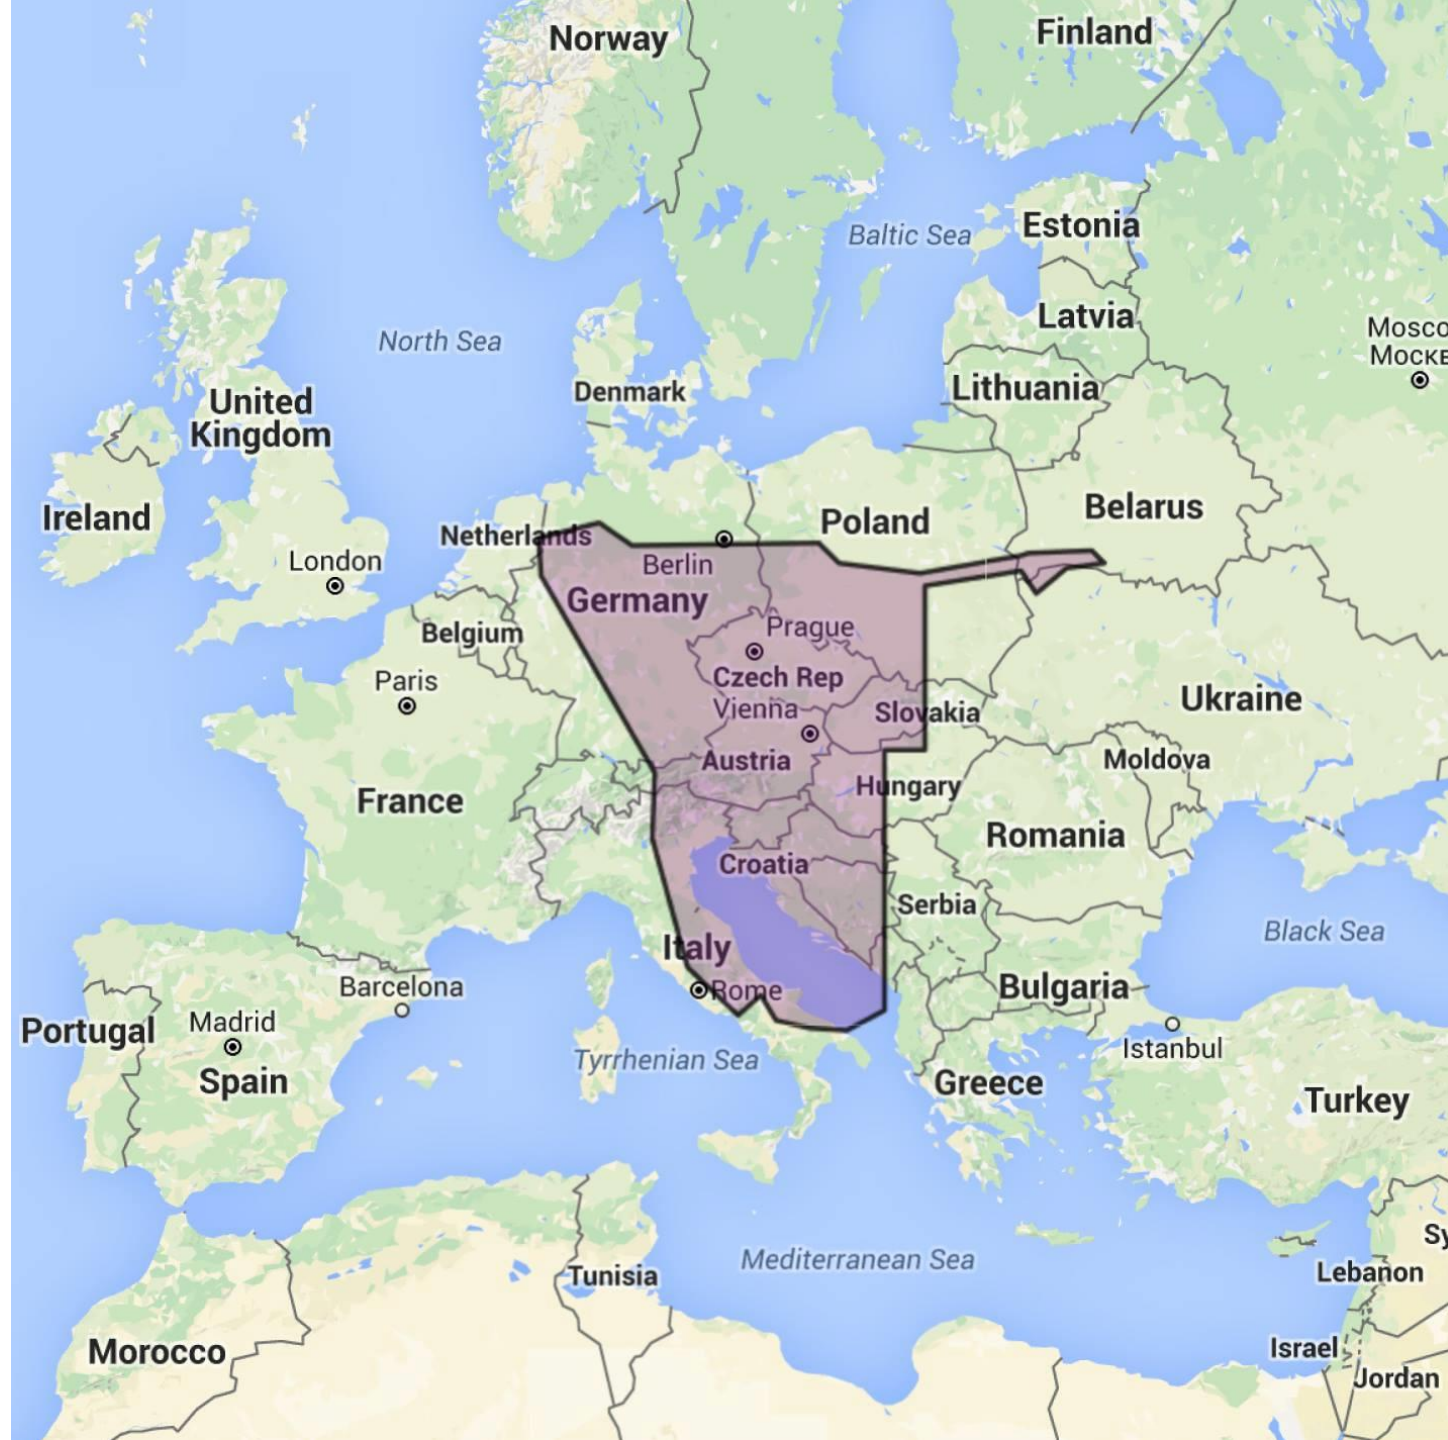 Norway
Finland
Estonia
Baltic Sea
Latvia
Mosco
Моске
North Sea
Denmark
Lithuania
United
Kingdom
Belarus
Ireland
Poland
Netherlands
London
Berlin
Germany
Belgium
Prague
Czech Rep
Paris
Vienna
Slovakia
Ukraine
Austria
Moldova
Hungary
France
Romania
Croatia
Serbia
Black Sea
Italy
Barcelona
Rome
Bulgaria
Portugal
Madrid
Istanbul
Tyrrhenian Sea
Spain
Greece
Turkey
Sy
Mediterranean Sea
Tunisia
Lebanon
Morocco
Israel
Jordan